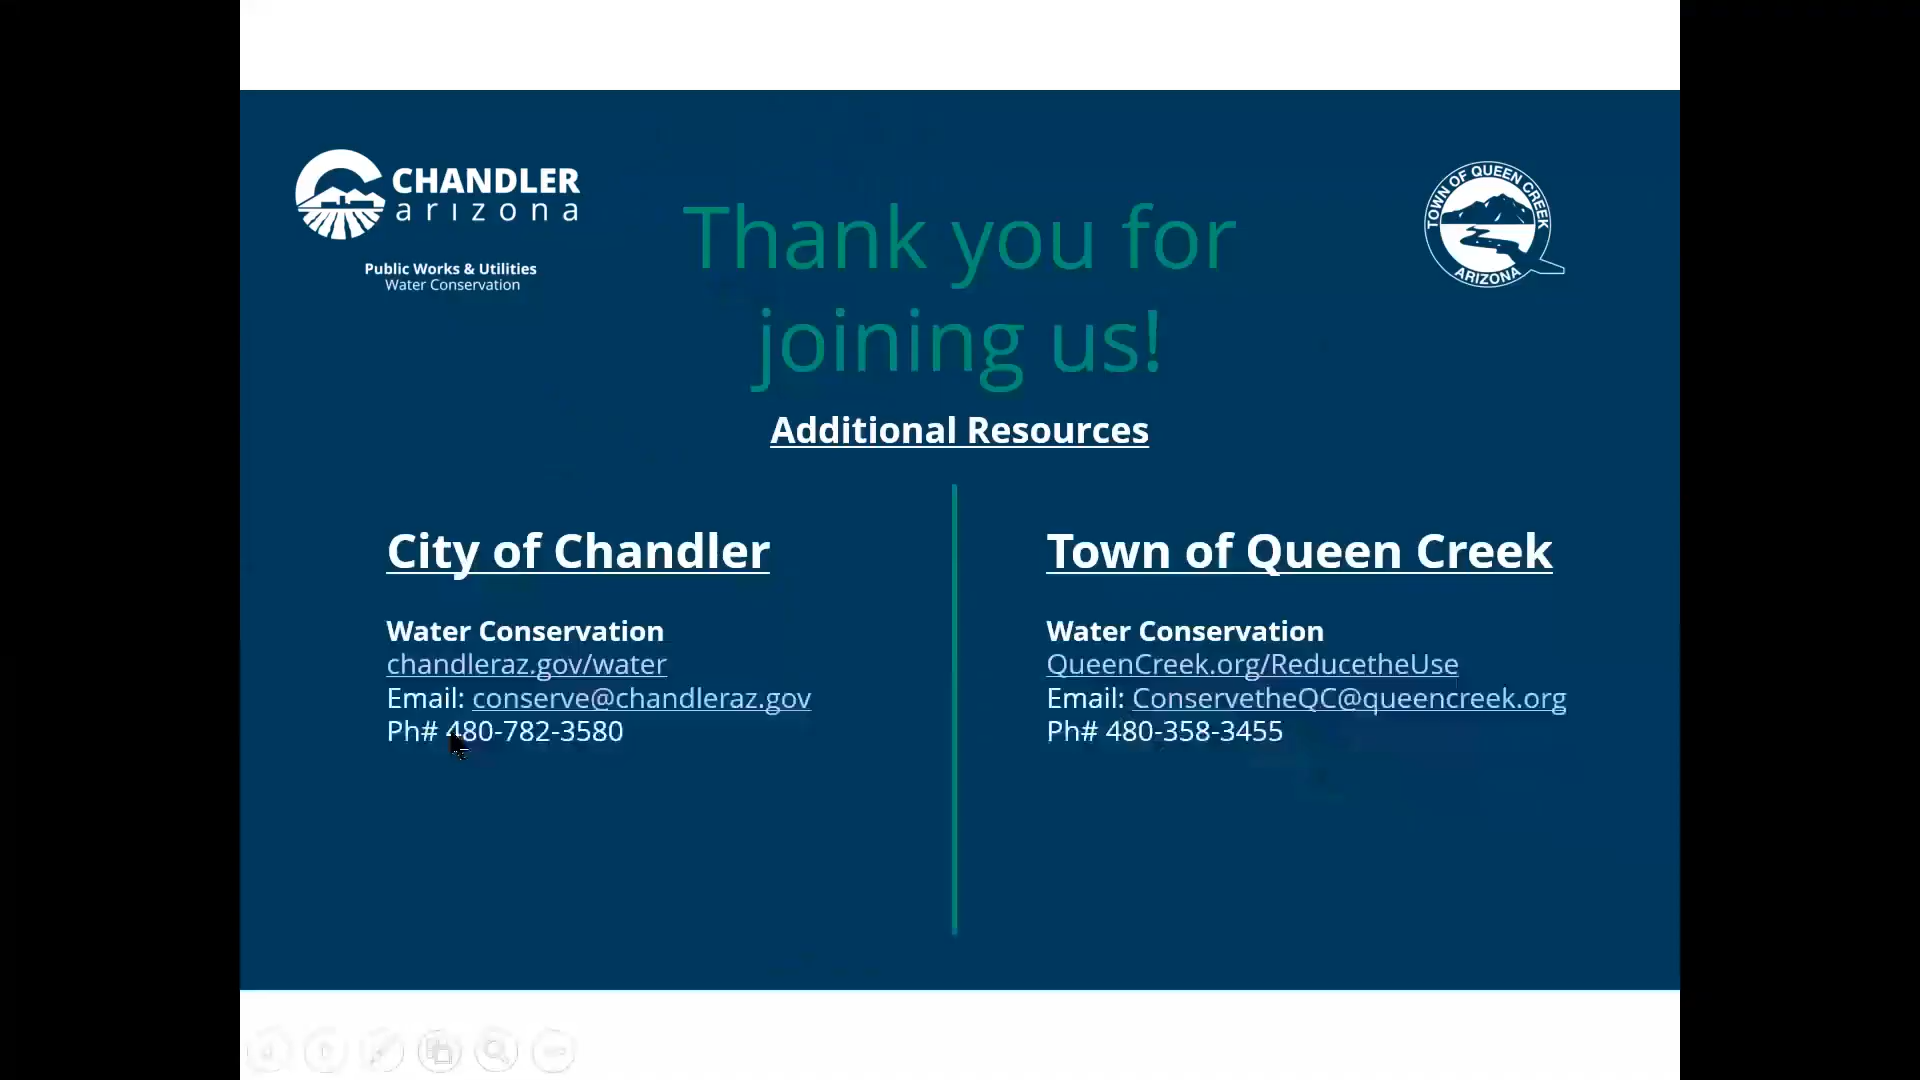 CHANDLER
arizona
Public Works & Utilities
Water Conservation
TOWN OF QUEEN CREEK
ARIZONA
Thank you for
joining us!
Additional Resources
City of Chandler
Water Conservation
chandleraz.gov/water
Email: conserve@chandleraz.gov
Ph# 480-782-3580
Town of Queen Creek
Water Conservation
QueenCreek.org/ReducetheUse
Email: ConservetheQC@queencreek.org
Ph# 480-358-3455